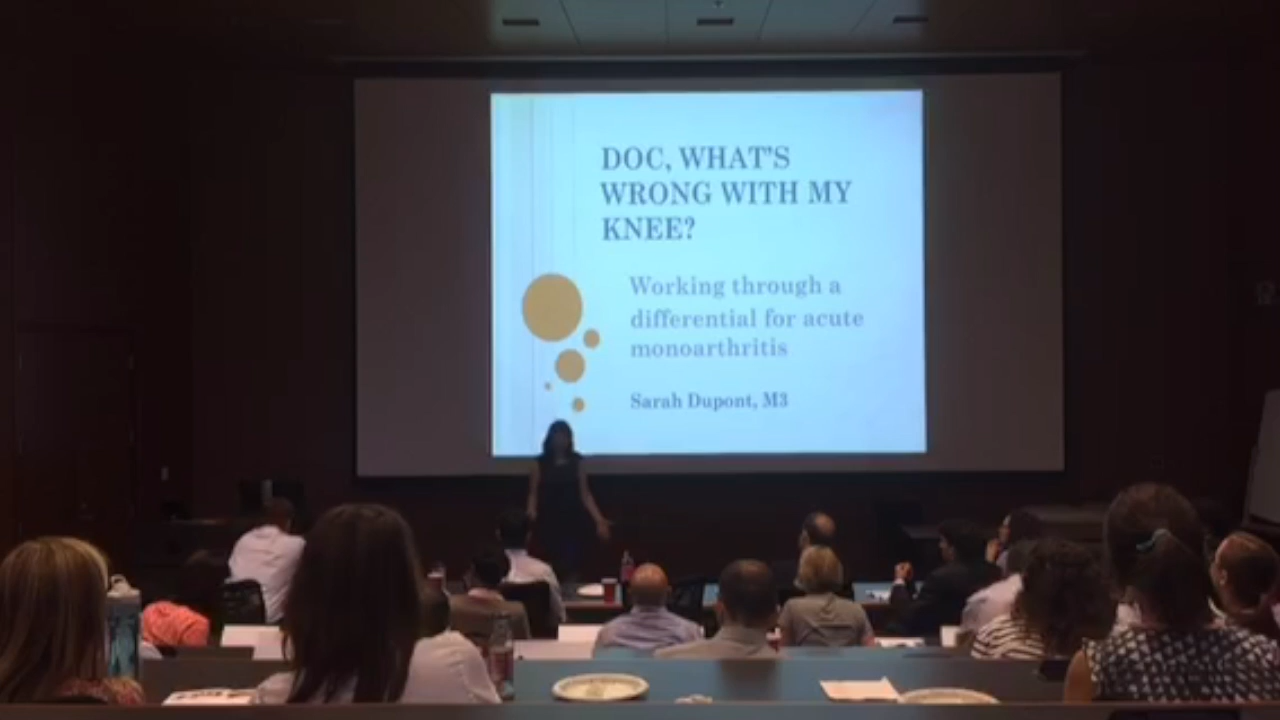 DOC, WHAT'S
WRONG WITH MY
KNEE?
Working through a
differential for acute
monoarthritis
Sarah Dupont, M3